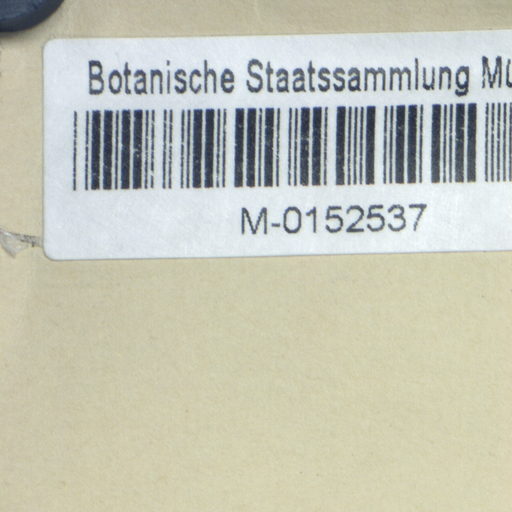 Botanische Staatssammlung Mü
M-0152537